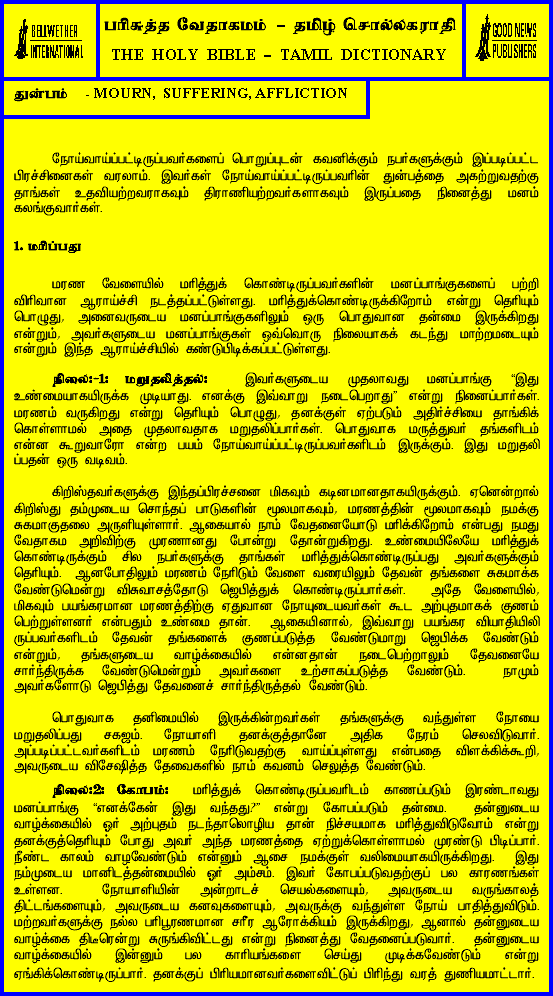 BELLWETHER
INTERNATIONAL
பரிசுத்த வேதாகமம் – தமிழ் சொல்லகராதி
THE HOLY BIBLE – TAMIL DICTIONARY
GOOD NEWS
PUBLISHERS
துன்பம் - MOURN, SUFFERING, AFFLICTION
நோய்வாய்ப்பட்டிருப்பவர்களைப் பொறுப்புடன் கவனிக்கும் நபர்களுக்கும் இப்படிப்பட்ட
பிரச்சினைகள் வரலாம். இவர்கள் நோய்வாய்ப்பட்டிருப்பவரின் துன்பத்தை அகற்றுவதற்கு
தாங்கள் உதவியற்றவராகவும் திராணியற்றவர்களாகவும் இருப்பதை நினைத்து மனம்
கலங்குவார்கள்.
1. மரிப்பது
மரண வேளையில் மரித்துக் கொண்டிருப்பவர்களின் மனப்பாங்குகளைப் பற்றி
விரிவான ஆராய்ச்சி நடத்தப்பட்டுள்ளது. மரித்துக்கொண்டிருக்கிறோம் என்று தெரியும்
பொழுது, அனைவருடைய மனப்பாங்குகளிலும் ஒரு பொதுவான தன்மை இருக்கிறது
என்றும், அவர்களுடைய மனப்பாங்குகள் ஒவ்வொரு நிலையாகக் கடந்து மாற்றமடையும்
என்றும் இந்த ஆராய்ச்சியில் கண்டுபிடிக்கப்பட்டுள்ளது.
நிலை:-1: மறுதலித்தல்: இவர்களுடைய முதலாவது மனப்பாங்கு “இது
உண்மையாகயிருக்க முடியாது. எனக்கு இவ்வாறு நடைபெறாது” என்று நினைப்பார்கள்.
மரணம் வருகிறது என்று தெரியும் பொழுது, தனக்குள் ஏற்படும் அதிர்ச்சியை தாங்கிக்
கொள்ளாமல் அதை முதலாவதாக மறுதலிப்பார்கள். பொதுவாக மருத்துவர் தங்களிடம்
என்ன கூறுவாரோ என்ற பயம் நோய்வாய்ப்பட்டிருப்பவர்களிடம் இருக்கும். இது மறுதலி
ப்பதன் ஒரு வடிவம்.
கிறிஸ்தவர்களுக்கு இந்தப்பிரச்சனை மிகவும் கடினமானதாகயிருக்கும். ஏனென்றால்
கிறிஸ்து தம்முடைய சொந்தப் பாடுகளின் மூலமாகவும், மரணத்தின் மூலமாகவும் நமக்கு
சுகமாகுதலை அருளியுள்ளார். ஆகையால் நாம் வேதனையோடு மரிக்கிறோம் என்பது நமது
வேதாகம அறிவிற்கு முரணானது போன்று தோன்றுகிறது. உண்மையிலேயே மரித்துக்
கொண்டிருக்கும் சில நபர்களுக்கு தாங்கள் மரித்துக்கொண்டிருப்பது அவர்களுக்கும்
தெரியும். ஆனபோதிலும் மரணம் நேரிடும் வேளை வரையிலும் தேவன் தங்களை சுகமாக்க
வேண்டுமென்று விசுவாசத்தோடு ஜெபித்துக் கொண்டிருப்பார்கள். அதே வேளையில்,
மிகவும் பயங்கரமான மரணத்திற்கு ஏதுவான நோயுடையவர்கள் கூட அற்புதமாகக் குணம்
பெற்றுள்ளனர் என்பதும் உண்மை தான். ஆகையினால், இவ்வாறு பயங்கர வியாதியிலி
ருப்பவர்களிடம் தேவன் தங்களைக் குணப்படுத்த வேண்டுமாறு ஜெபிக்க வேண்டும்
என்றும், தங்களுடைய வாழ்க்கையில் என்னதான் நடைபெற்றாலும் தேவனையே
சார்ந்திருக்க வேண்டுமென்றும் அவர்களை உற்சாகப்படுத்த வேண்டும். நாமும்
அவர்களோடு ஜெபித்து தேவனைச் சார்ந்திருத்தல் வேண்டும்.
பொதுவாக தனிமையில் இருக்கின்றவர்கள் தங்களுக்கு வந்துள்ள நோயை
மறுதலிப்பது சகஜம். நோயாளி தனக்குத்தானே அதிக நேரம் செலவிடுவார்.
அப்படிப்பட்டவர்களிடம் மரணம் நேரிடுவதற்கு வாய்ப்புள்ளது என்பதை விளக்கிக்கூறி,
அவருடைய விசேஷித்த தேவைகளில் நாம் கவனம் செலுத்த வேண்டும்.
நிலை:2: கோபம்: மரித்துக் கொண்டிருப்பவரிடம் காணப்படும் இரண்டாவது
மனப்பாங்கு “எனக்கேன் இது வந்தது?” என்று கோபப்படும் தன்மை. தன்னுடைய
வாழ்க்கையில் ஓர் அற்புதம் நடந்தாலொழிய தான் நிச்சயமாக மரித்துவிடுவோம் என்று
தனக்குத்தெரியும் போது அவர் அந்த மரணத்தை ஏற்றுக்கொள்ளாமல் முரண்டு பிடிப்பார்.
நீண்ட காலம் வாழவேண்டும் என்னும் ஆசை நமக்குள் வலிமையாகயிருக்கிறது. இது
நம்முடைய மானிடத்தன்மையில் ஓர் அம்சம். இவர் கோபப்படுவதற்குப் பல காரணங்கள்
உள்ளன. நோயாளியின் அன்றாடச் செயல்களையும், அவருடைய வருங்காலத்
திட்டங்களையும், அவருடைய கனவுகளையும், அவருக்கு வந்துள்ள நோய் பாதித்துவிடும்.
மற்றவர்களுக்கு நல்ல பரிபூரணமான சரீர ஆரோக்கியம் இருக்கிறது, ஆனால் தன்னுடைய
வாழ்க்கை திடீரென்று சுருங்கிவிட்டது என்று நினைத்து வேதனைப்படுவார். தன்னுடைய
வாழ்க்கையில் இன்னும் பல காரியங்களை செய்து முடிக்கவேண்டும் என்று
ஏங்கிக்கொண்டிருப்பார். தனக்குப் பிரியமானவர்களைவிட்டுப் பிரிந்து வரத் துணியமாட்டார்.